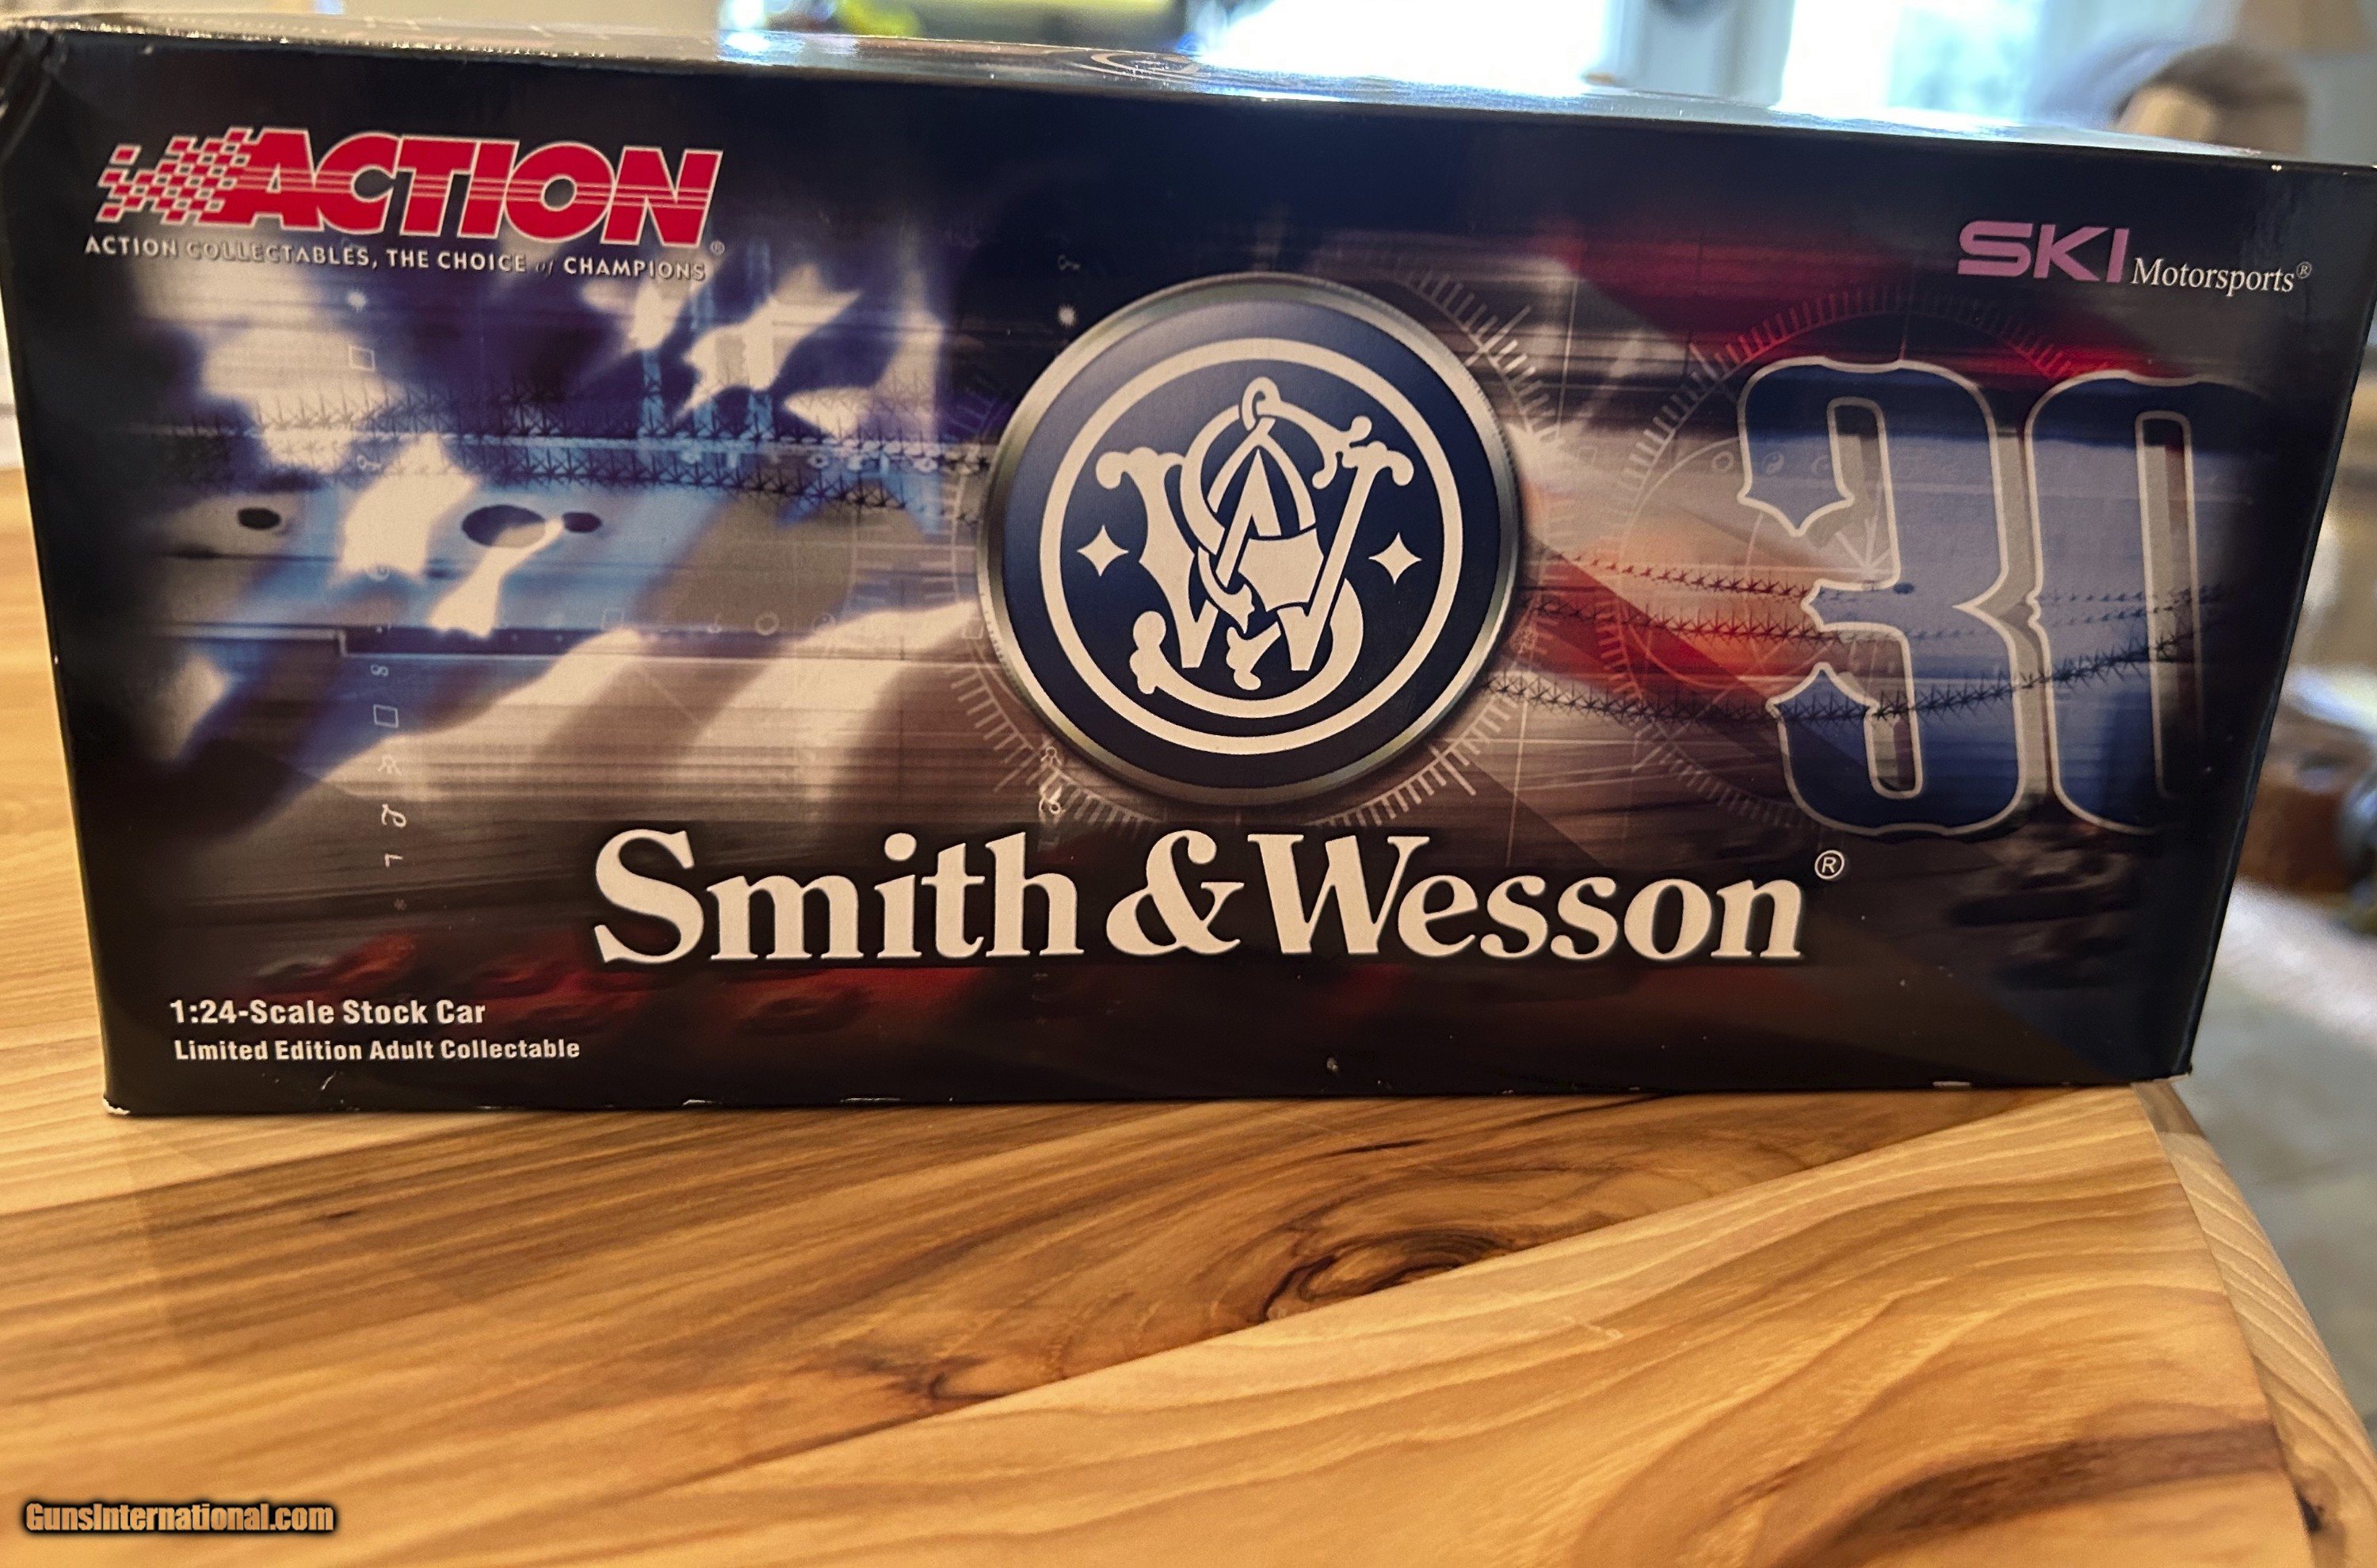 ACTION®
ACTION COLLECTABLES, THE CHOICE of CHAMPIONS
SKI Motorsports®
SW
30
Smith & Wesson®
1:24-Scale Stock Car
Limited Edition Adult Collectable
GunsInternational.com